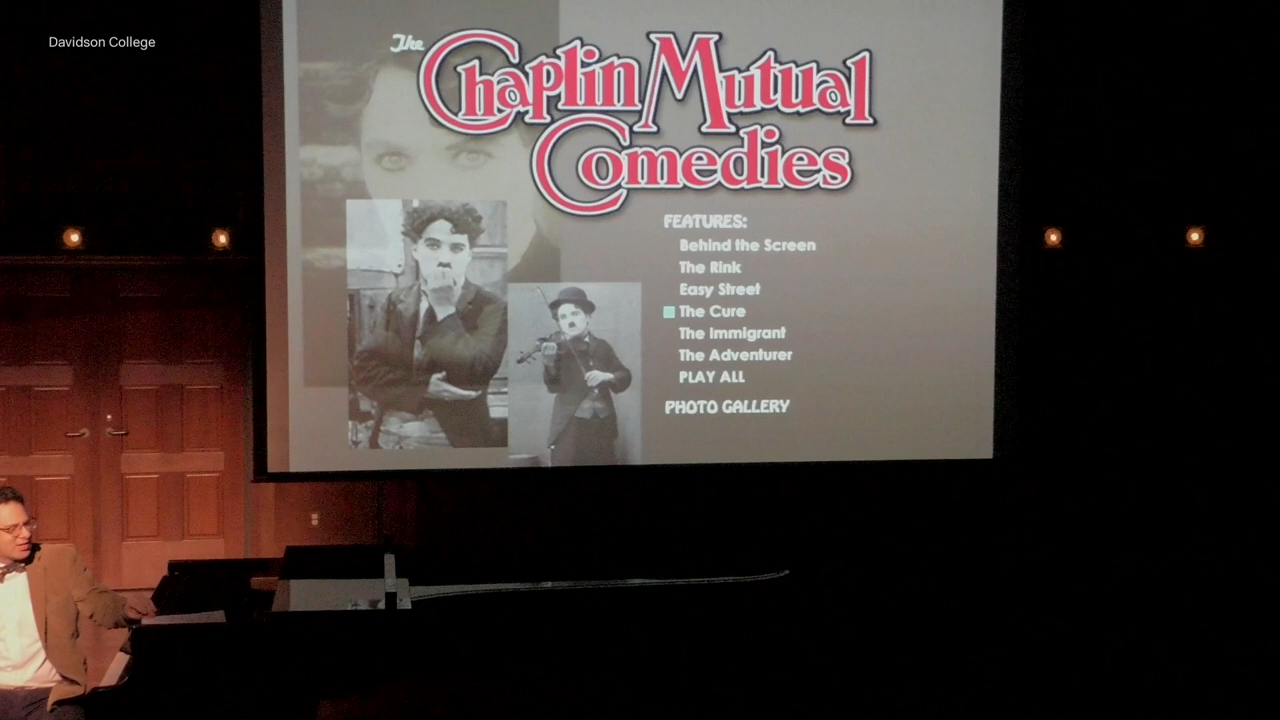 Davidson College
The
Chaplin Mutual
Comedies
FEATURES:
Behind the Screen
The Rink
Easy Street
The Cure
The Immigrant
The Adventurer
PLAY ALL
PHOTO GALLERY